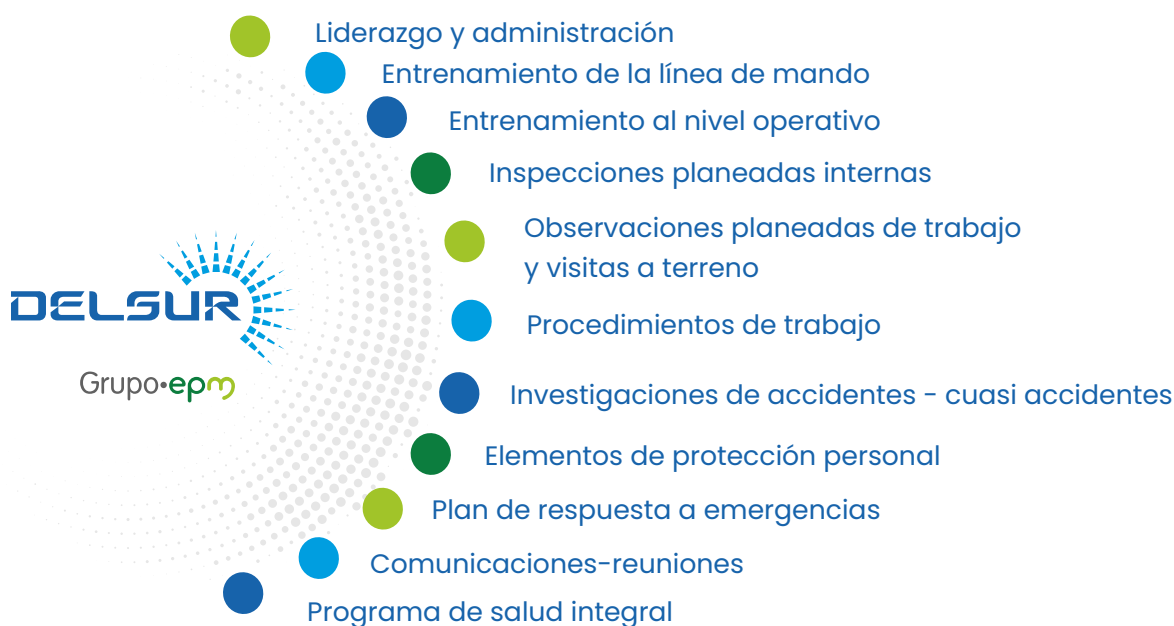 Liderazgo y administración
Entrenamiento de la línea de mando
Entrenamiento al nivel operativo
Inspecciones planeadas internas
Observaciones planeadas de trabajo
y visitas a terreno
DELSUR
Procedimientos de trabajo
Grupo•epm
Investigaciones de accidentes - cuasi accidentes
Elementos de protección personal
Plan de respuesta a emergencias
Comunicaciones-reuniones
Programa de salud integral